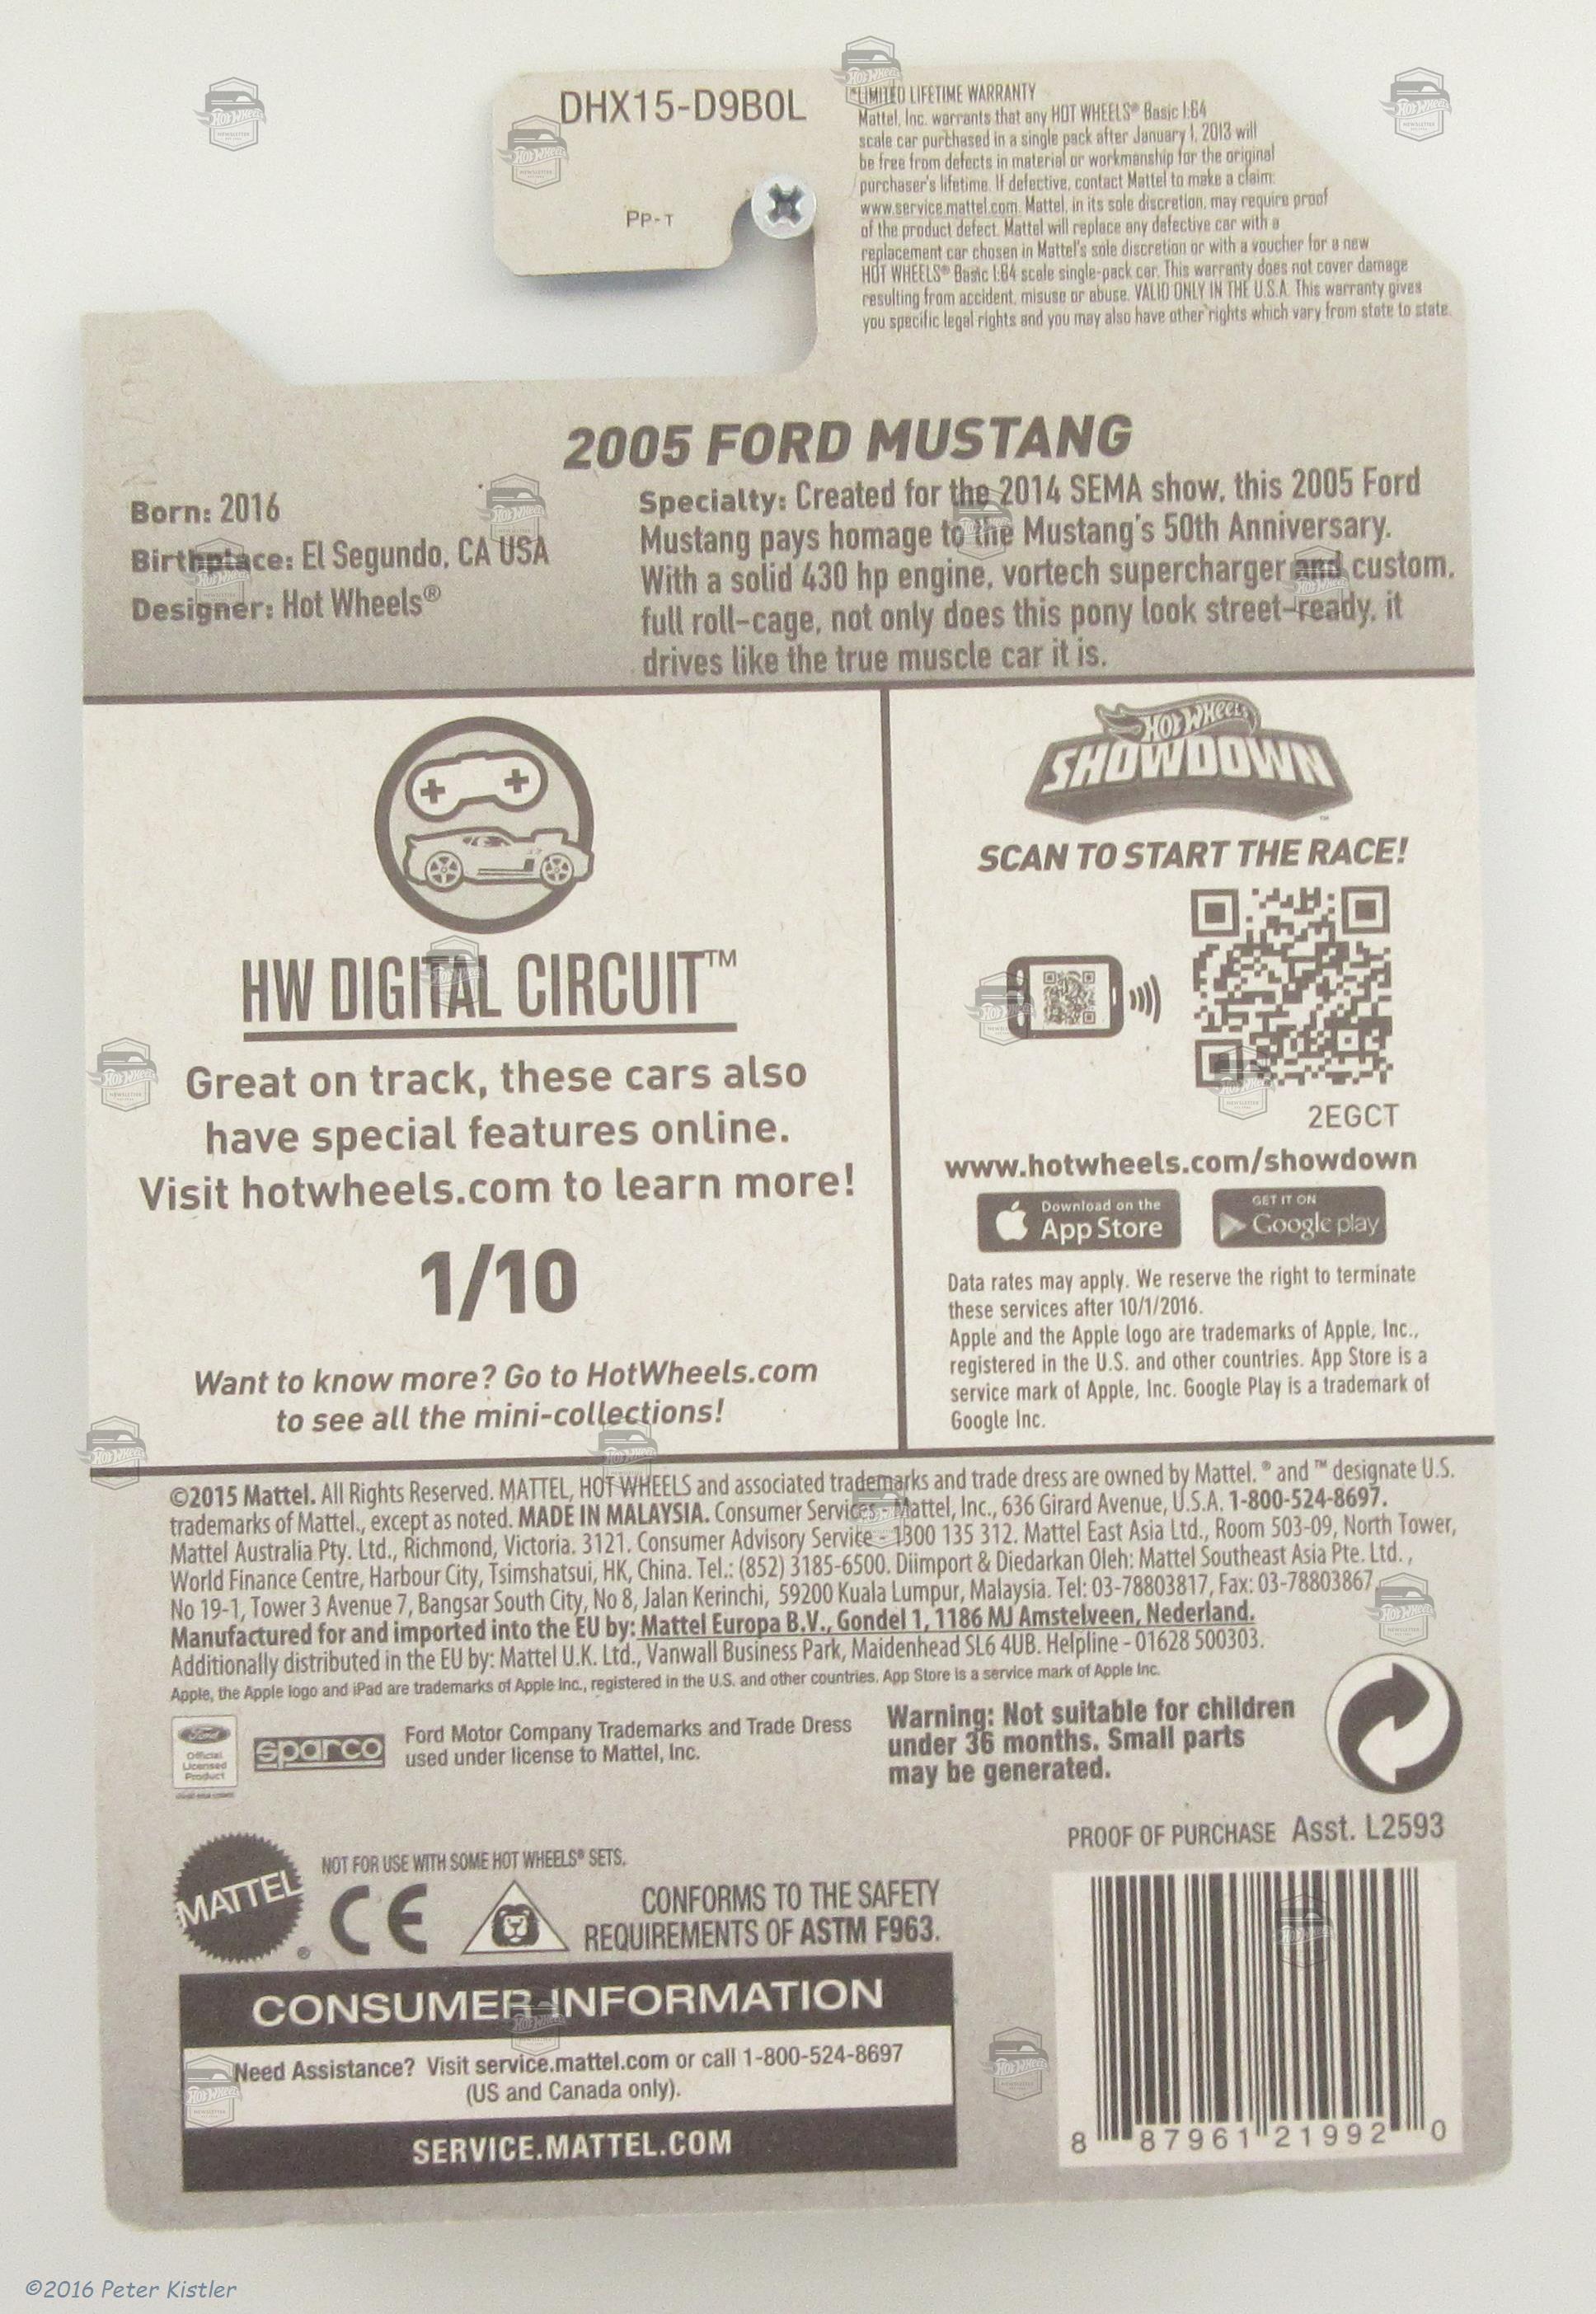 DHX15-D9B0L
PP-T
*LIMITED LIFETIME WARRANTY
Mattel, Inc. warrants that any HOT WHEELS® Basic 1:64
scale car purchased in a single pack after January 1, 2013 will
be free from defects in material or workmanship for the original
purchaser's lifetime. If defective, contact Mattel to make a claim:
www.service.mattel.com. Mattel, in its sole discretion, may require proof
of the product defect. Mattel will replace any defective car with a
replacement car chosen in Mattel's sole discretion or with a voucher for a new
HOT WHEELS® Basic 1:64 scale single-pack car. This warranty does not cover damage
resulting from accident, misuse or abuse. VALID ONLY IN THE U.S.A. This warranty gives
you specific legal rights and you may also have other rights which vary from state to state.
2005 FORD MUSTANG
Born: 2016
Birthplace: El Segundo, CA USA
Designer: Hot Wheels®
Specialty: Created for the 2014 SEMA show, this 2005 Ford
Mustang pays homage to the Mustang's 50th Anniversary.
With a solid 430 hp engine, vortech supercharger and custom,
full roll-cage, not only does this pony look street-ready, it
drives like the true muscle car it is.
HW DIGITAL CIRCUIT™
Great on track, these cars also
have special features online.
Visit hotwheels.com to learn more!
1/10
Want to know more? Go to HotWheels.com
to see all the mini-collections!
HOT WHEELS
SHOWDOWN™
SCAN TO START THE RACE!
2EGCT
www.hotwheels.com/showdown
Download on the
App Store
GET IT ON
Google play
Data rates may apply. We reserve the right to terminate
these services after 10/1/2016.
Apple and the Apple logo are trademarks of Apple, Inc.,
registered in the U.S. and other countries. App Store is a
service mark of Apple, Inc. Google Play is a trademark of
Google Inc.
©2015 Mattel. All Rights Reserved. MATTEL, HOT WHEELS and associated trademarks and trade dress are owned by Mattel. ® and ™ designate U.S.
trademarks of Mattel., except as noted. MADE IN MALAYSIA. Consumer Services - Mattel, Inc., 636 Girard Avenue, U.S.A. 1-800-524-8697.
Mattel Australia Pty. Ltd., Richmond, Victoria. 3121. Consumer Advisory Service - 1300 135 312. Mattel East Asia Ltd., Room 503-09, North Tower,
World Finance Centre, Harbour City, Tsimshatsui, HK, China. Tel.: (852) 3185-6500. Diimport & Diedarkan Oleh: Mattel Southeast Asia Pte. Ltd.,
No 19-1, Tower 3 Avenue 7, Bangsar South City, No 8, Jalan Kerinchi, 59200 Kuala Lumpur, Malaysia. Tel: 03-78803817, Fax: 03-78803867.
Manufactured for and imported into the EU by: Mattel Europa B.V., Gondel 1, 1186 MJ Amstelveen, Nederland.
Additionally distributed in the EU by: Mattel U.K. Ltd., Vanwall Business Park, Maidenhead SL6 4UB. Helpline - 01628 500303.
Apple, the Apple logo and iPad are trademarks of Apple Inc., registered in the U.S. and other countries. App Store is a service mark of Apple Inc.
Ford
Official
Licensed
Product
sparco
Ford Motor Company Trademarks and Trade Dress
used under license to Mattel, Inc.
Warning: Not suitable for children
under 36 months. Small parts
may be generated.
PROOF OF PURCHASE Asst. L2593
MATTEL®
NOT FOR USE WITH SOME HOT WHEELS® SETS.
CE
CONFORMS TO THE SAFETY
REQUIREMENTS OF ASTM F963.
CONSUMER INFORMATION
Need Assistance? Visit service.mattel.com or call 1-800-524-8697
(US and Canada only).
SERVICE.MATTEL.COM
8 87961 21992 0
©2016 Peter Kistler